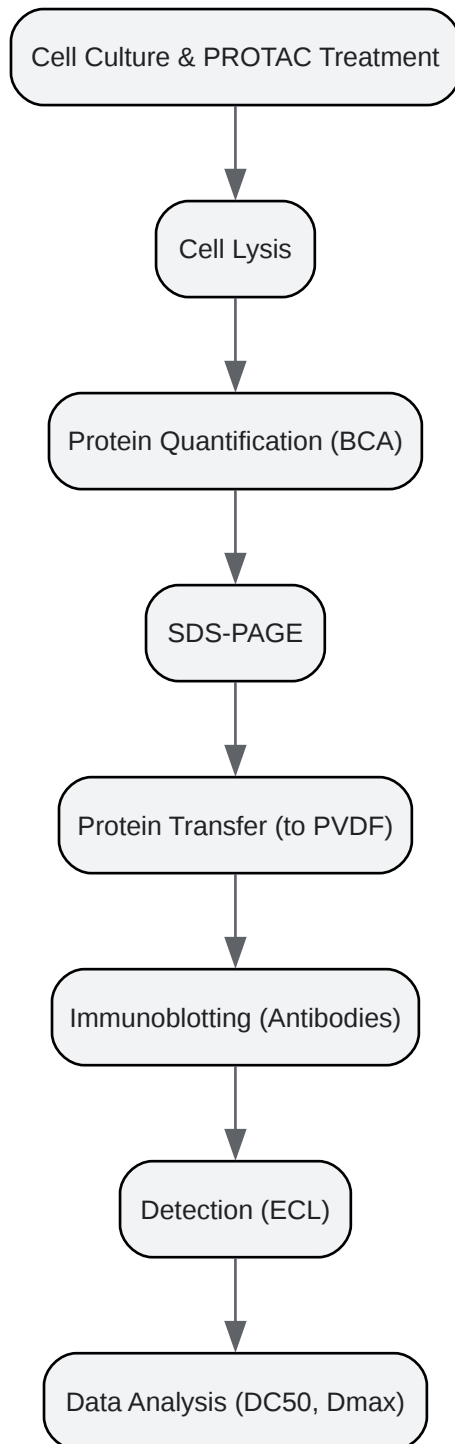 Cell Culture & PROTAC Treatment
Cell Lysis
Protein Quantification (BCA)
SDS-PAGE
Protein Transfer (to PVDF)
Immunoblotting (Antibodies)
Detection (ECL)
Data Analysis (DC50, Dmax)